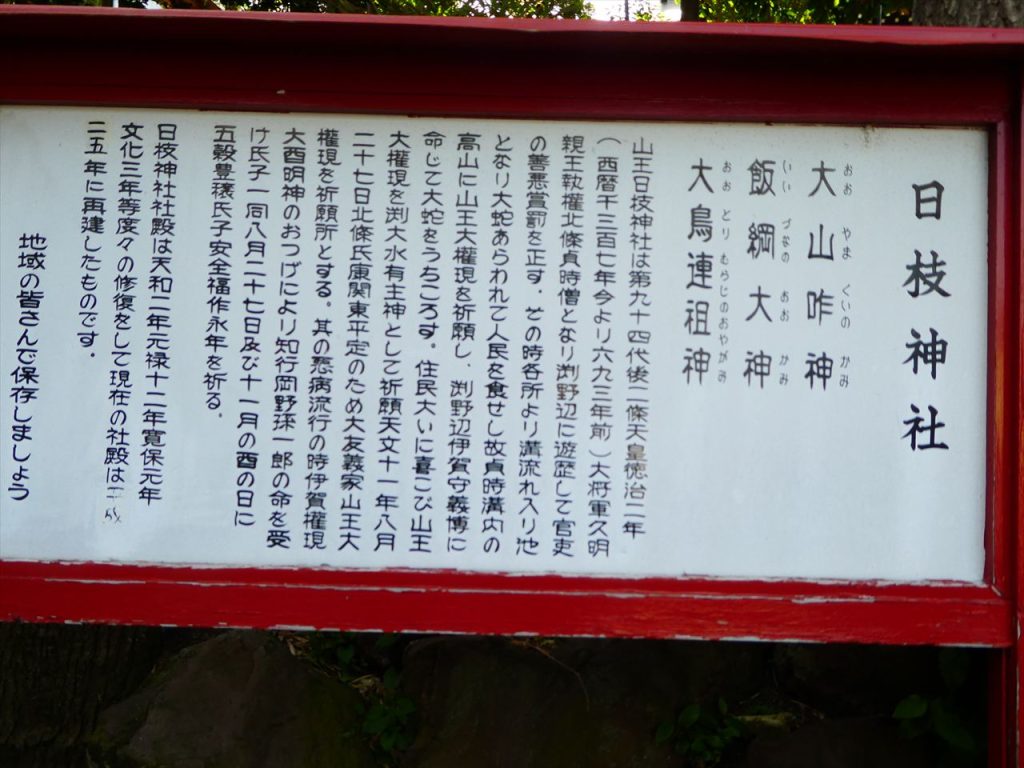 日枝神社
大山咋神
おお やま くいの かみ
飯綱大神
いい づなの おお かみ
大鳥連祖神
おお とり むらじのおやがみ
山王日枝神社は第九十四代後二條天皇徳治二年
(西暦千三百七年今より六九三年前)大将軍久明
親王執權北條貞時僧となり渕野辺に遊歴して官吏
の善悪賞罰を正す.その時各所より溝流れ入り池
となり大蛇あらわれて人民を食せし故貞時溝内の
高山に山王大權現を祈願し、渕野辺伊賀守義博に
命じて大蛇をうちころす。住民大いに喜こび山王
大權現を渕大水有主神として祈願天文十一年八月
二十七日北條氏康関東平定のため大友義家山王大
權現を祈願所とする。其の悪病流行の時伊賀權現
大酉明神のおつげにより知行岡野孫一郎の命を受
け氏子一同八月二十七日及び十一月の酉の日に
五穀豊穣氏子安全福作永年を祈る.
日枝神社社殿は天和二年元禄十二年寛保元年
文化三年等度々の修復をして現在の社殿は
二五年に再建したものです.
地域の皆さんで保存しましょう